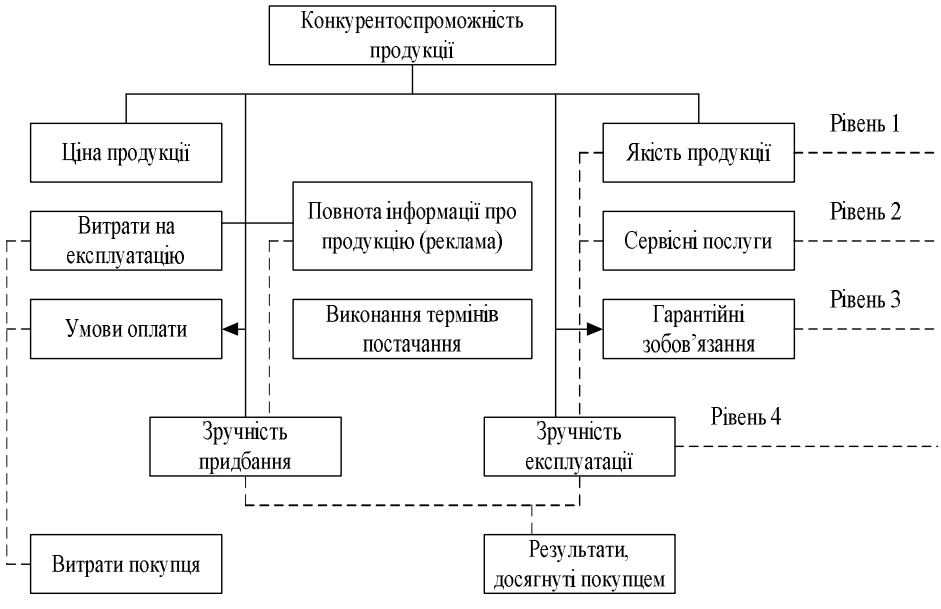 Конкурентоспроможність
продукції
Ціна продукції
Якість продукції
Рівень 1
Витрати на
експлуатацію
Повнота інформації про
продукцію (реклама)
Сервісні послуги
Рівень 2
Умови оплати
Виконання термінів
постачання
Гарантійні
зобов’язання
Рівень 3
Зручність
придбання
Зручність
експлуатації
Рівень 4
Витрати покупця
Результати,
досягнуті покупцем